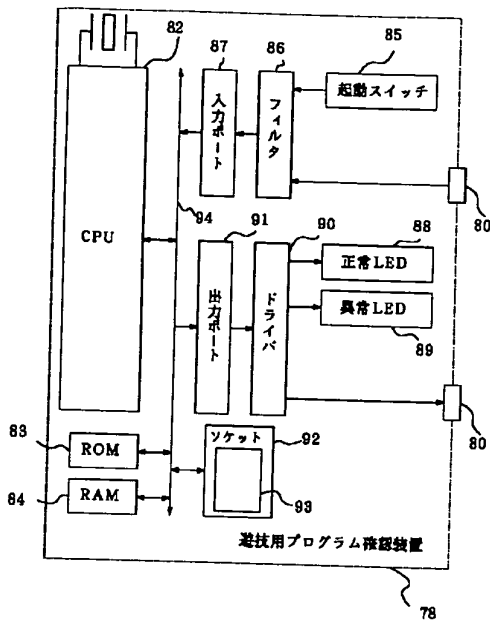 82
87
86
85
入力ポート
フィルタ
起動スイッチ
80
CPU
94
91
90
88
出力ポート
ドライバ
正常LED
異常LED
89
80
83
ROM
84
RAM
ソケット
92
93
遊技用プログラム確認装置
78